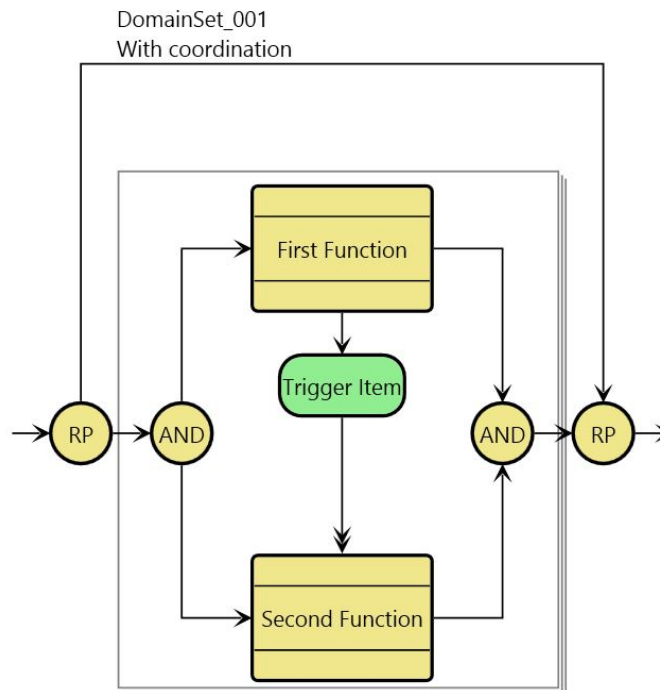 DomainSet_001
With coordination
First Function
Trigger Item
RP
AND
AND
RP
Second Function